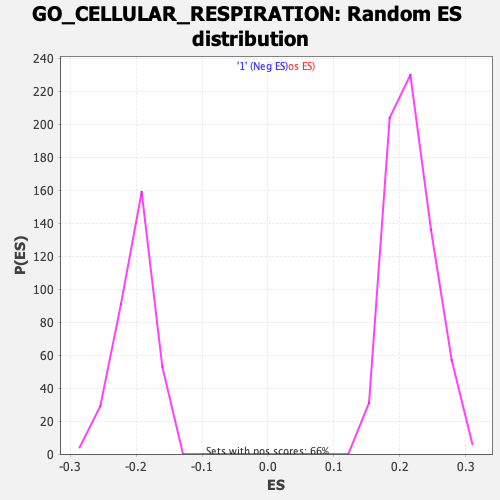 GO_CELLULAR_RESPIRATION: Random ES
distribution
'1' (Neg ES)os ES)
240
220
200
180
160
140
120
100
80
60
40
20
0
P(ES)
Sets with pos scores: 66%
-0.3 -0.2 -0.1 0.0 0.1 0.2 0.3
ES